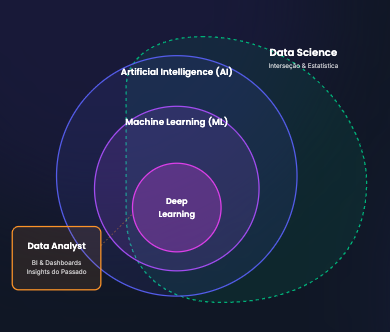 Data Science
Interseção & Estatística
Artificial Intelligence (AI)
Machine Learning (ML)
Deep
Learning
Data Analyst
BI & Dashboards
Insights do Passado